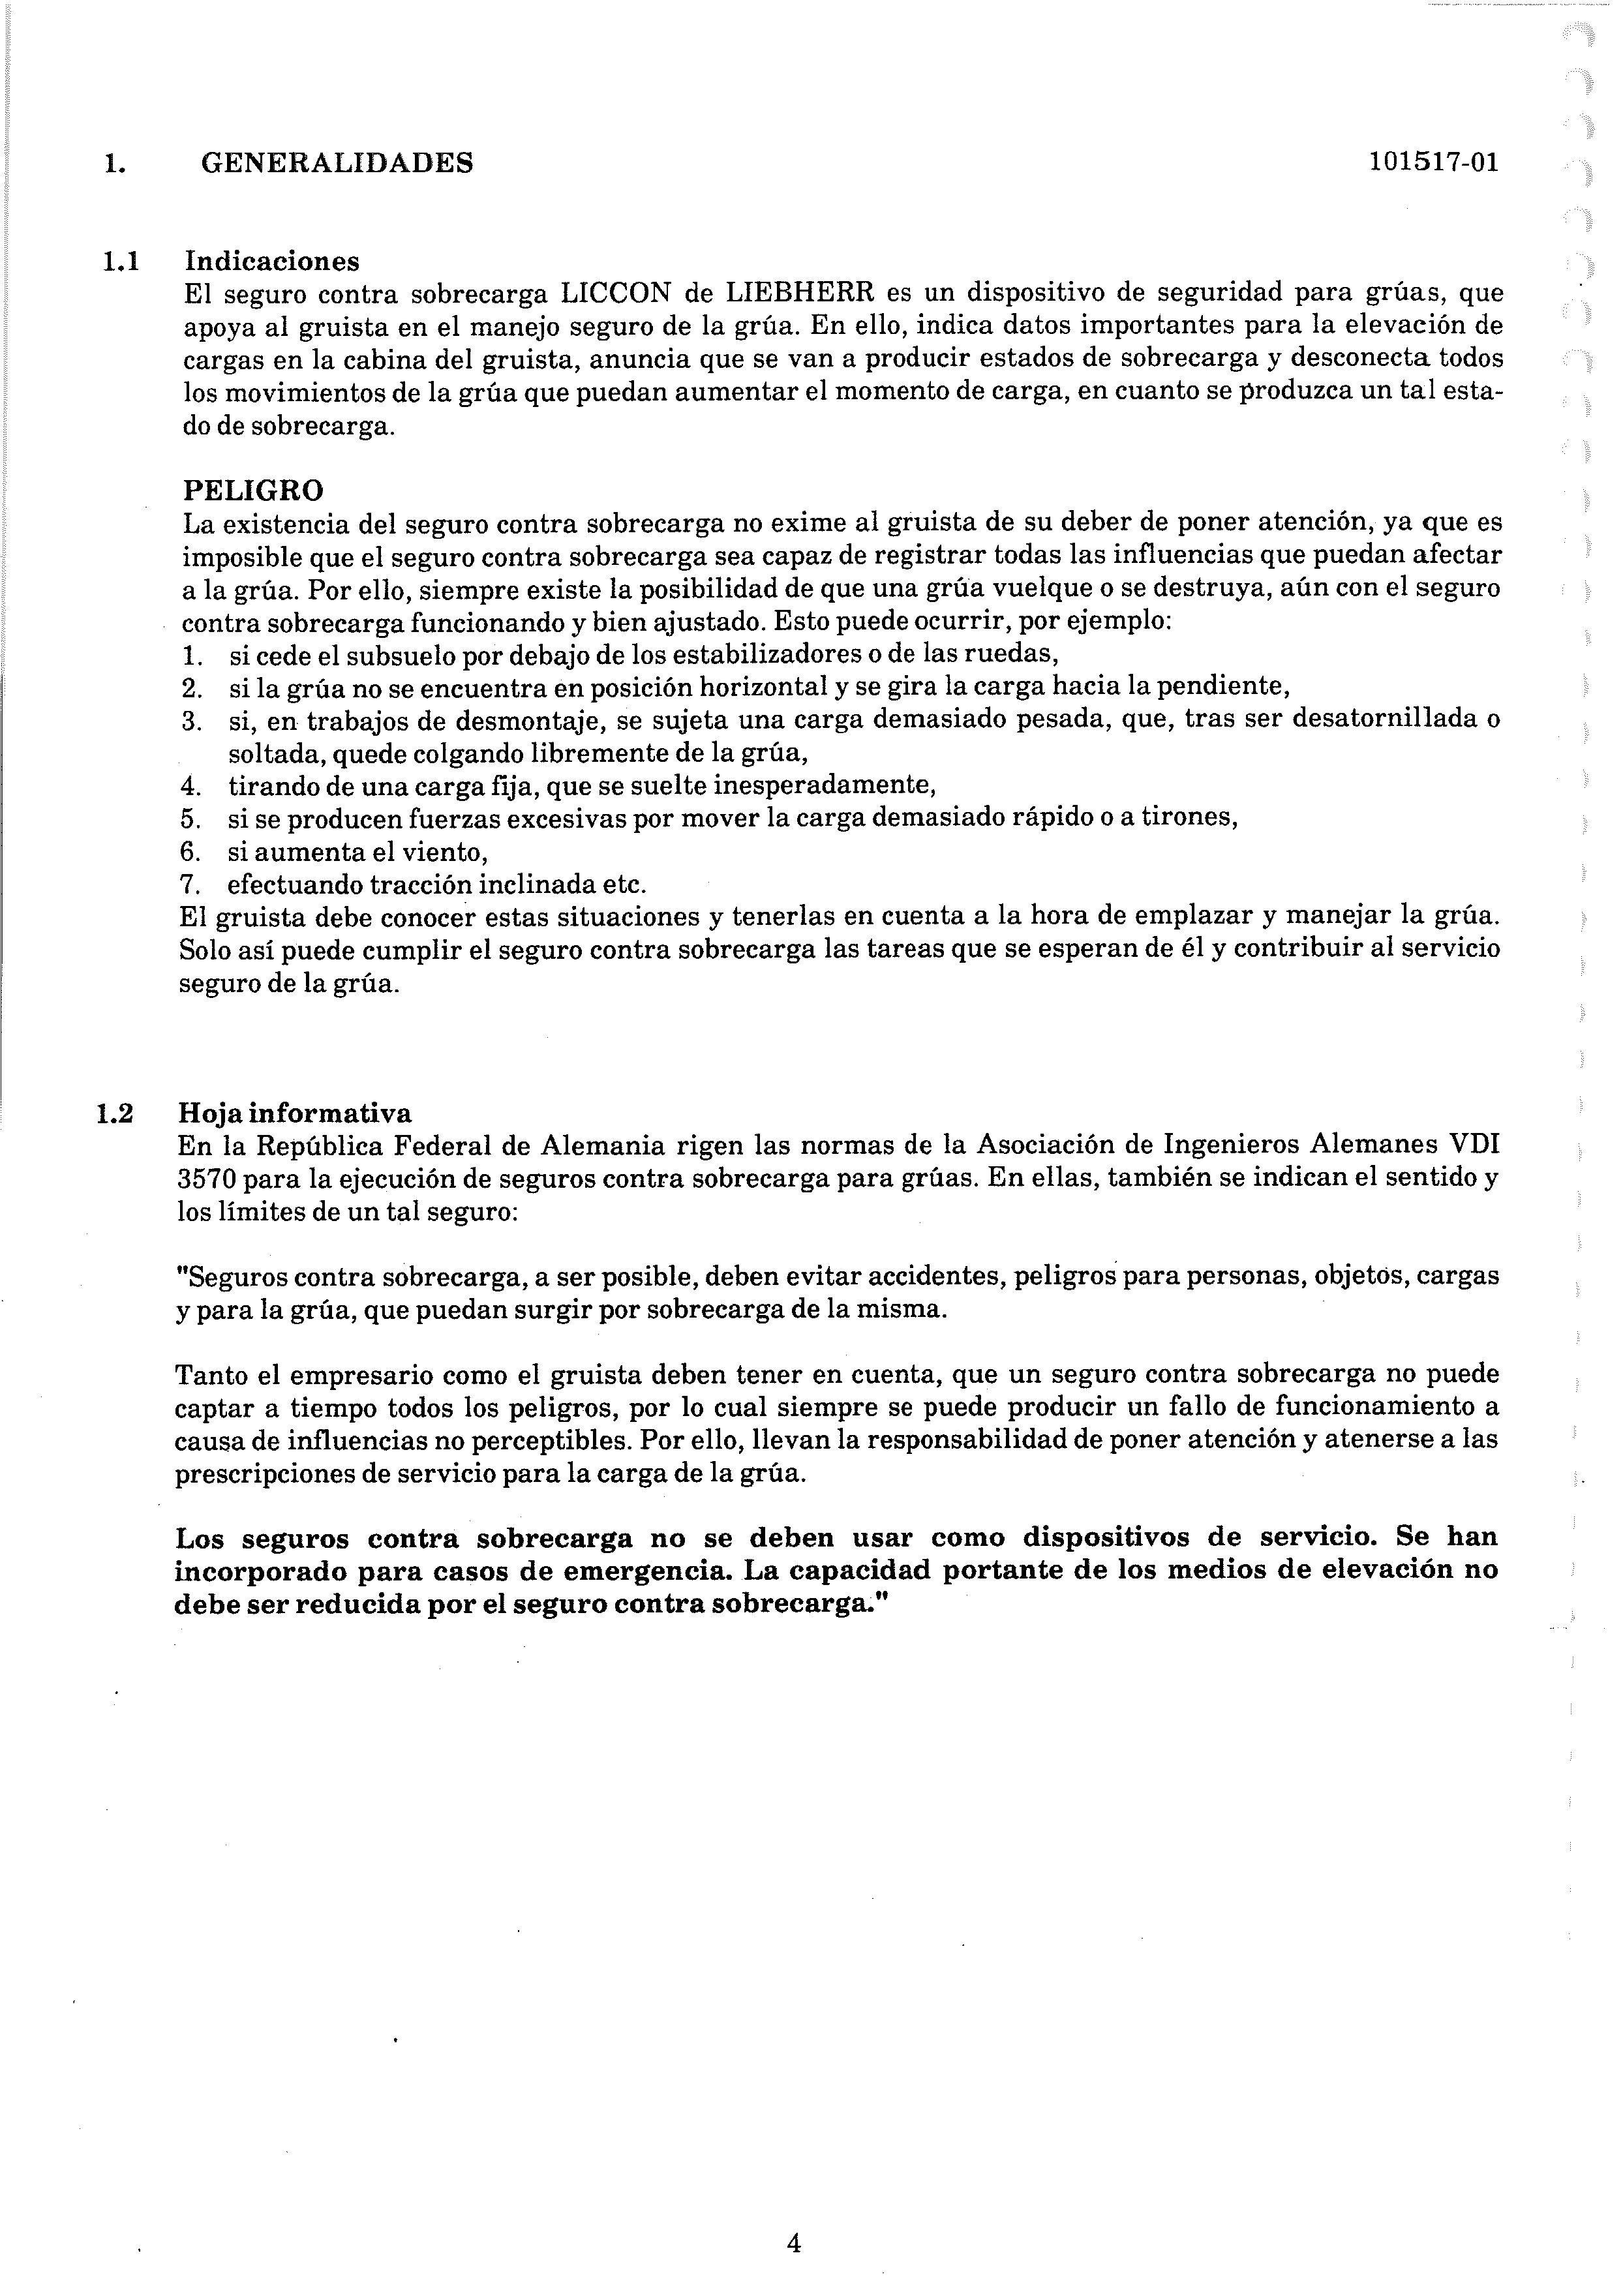 1. GENERALIDADES 101517-01
1.1 Indicaciones
El seguro contra sobrecarga LICCON de LIEBHERR es un dispositivo de seguridad para grúas, que
apoya al gruista en el manejo seguro de la grúa. En ello, indica datos importantes para la elevación de
cargas en la cabina del gruista, anuncia que se van a producir estados de sobrecarga y desconecta todos
los movimientos de la grúa que puedan aumentar el momento de carga, en cuanto se produzca un tal esta-
do de sobrecarga.
PELIGRO
La existencia del seguro contra sobrecarga no exime al gruista de su deber de poner atención, ya que es
imposible que el seguro contra sobrecarga sea capaz de registrar todas las influencias que puedan afectar
a la grúa. Por ello, siempre existe la posibilidad de que una grúa vuelque o se destruya, aún con el seguro
contra sobrecarga funcionando y bien ajustado. Esto puede ocurrir, por ejemplo:
1. si cede el subsuelo por debajo de los estabilizadores o de las ruedas,
2. si la grúa no se encuentra en posición horizontal y se gira la carga hacia la pendiente,
3. si, en trabajos de desmontaje, se sujeta una carga demasiado pesada, que, tras ser desatornillada o
soltada, quede colgando libremente de la grúa,
4. tirando de una carga fija, que se suelte inesperadamente,
5. si se producen fuerzas excesivas por mover la carga demasiado rápido o a tirones,
6. si aumenta el viento,
7. efectuando tracción inclinada etc.
El gruista debe conocer estas situaciones y tenerlas en cuenta a la hora de emplazar y manejar la grúa.
Solo así puede cumplir el seguro contra sobrecarga las tareas que se esperan de él y contribuir al servicio
seguro de la grúa.
1.2 Hoja informativa
En la República Federal de Alemania rigen las normas de la Asociación de Ingenieros Alemanes VDI
3570 para la ejecución de seguros contra sobrecarga para grúas. En ellas, también se indican el sentido y
los límites de un tal seguro:
"Seguros contra sobrecarga, a ser posible, deben evitar accidentes, peligros para personas, objetos, cargas
y para la grúa, que puedan surgir por sobrecarga de la misma.
Tanto el empresario como el gruista deben tener en cuenta, que un seguro contra sobrecarga no puede
captar a tiempo todos los peligros, por lo cual siempre se puede producir un fallo de funcionamiento a
causa de influencias no perceptibles. Por ello, llevan la responsabilidad de poner atención y atenerse a las
prescripciones de servicio para la carga de la grúa.
Los seguros contra sobrecarga no se deben usar como dispositivos de servicio. Se han
incorporado para casos de emergencia. La capacidad portante de los medios de elevación no
debe ser reducida por el seguro contra sobrecarga."
4